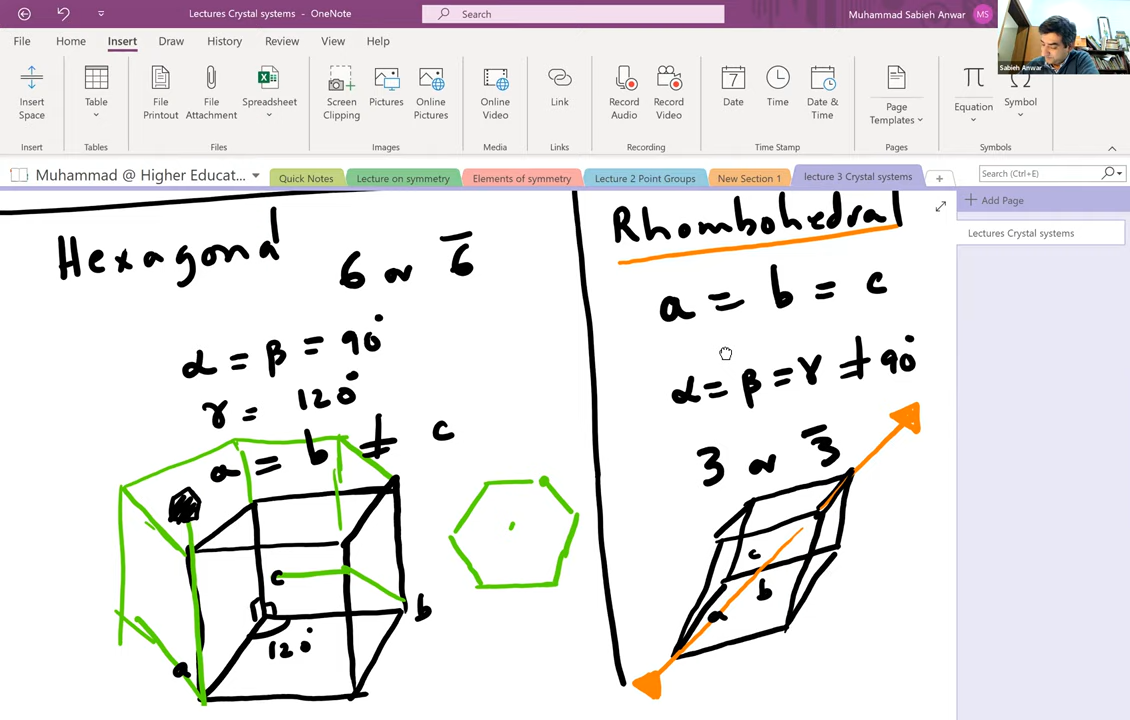 Lectures Crystal systems - OneNote
Search
Muhammad Sabieh Anwar
MS
File
Home
Insert
Draw
History
Review
View
Help
Sabieh Anwar
Insert Space
Table
File Printout
File Attachment
Spreadsheet
Screen Clipping
Pictures
Online Pictures
Online Video
Link
Record Audio
Record Video
Date
Time
Date & Time
Page Templates
Equation
Symbol
Insert
Tables
Files
Images
Media
Links
Recording
Time Stamp
Pages
Symbols
Muhammad @ Higher Educat...
Quick Notes
Lecture on symmetry
Elements of symmetry
Lecture 2 Point Groups
New Section 1
lecture 3 Crystal systems
Search (Ctrl+E)
Add Page
Lectures Crystal systems
Hexagonal
6 or 6̅
α = β = 90°
γ = 120°
a = b ≠ c
c
b
120°
a
Rhombohedral
a = b = c
α = β = γ ≠ 90°
3 or 3̅
c
b
a